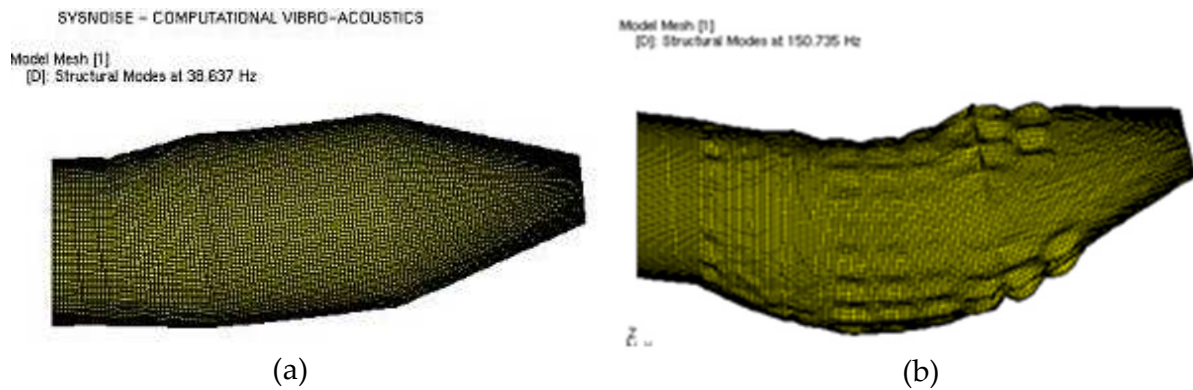 SYSNOISE - COMPUTATIONAL VIBRO-ACOUSTICS
Model Mesh [1]
[D]: Structural Modes at 38.637 Hz
Model Mesh [1]
[D]: Structural Modes at 150.735 Hz
Z
(a)
(b)